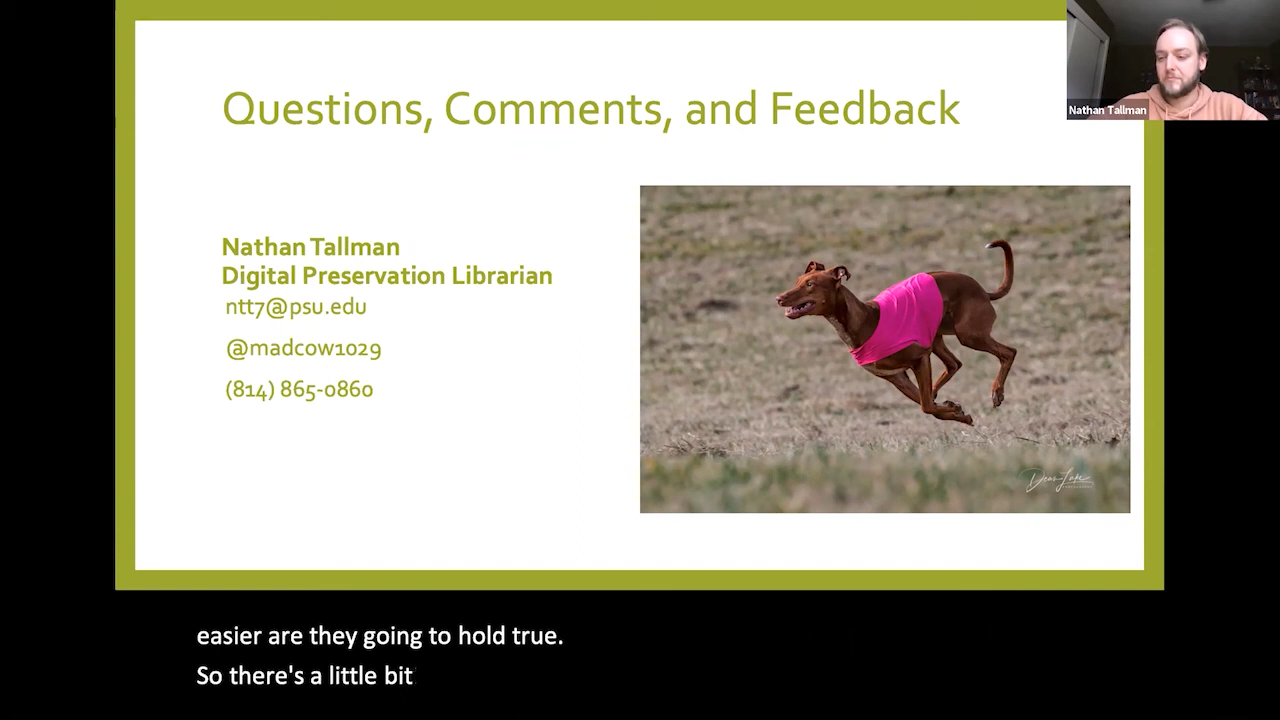 Questions, Comments, and Feedback
Nathan Tallman
Nathan Tallman
Digital Preservation Librarian
ntt7@psu.edu
@madcow1029
(814) 865-0860
easier are they going to hold true.
So there's a little bit